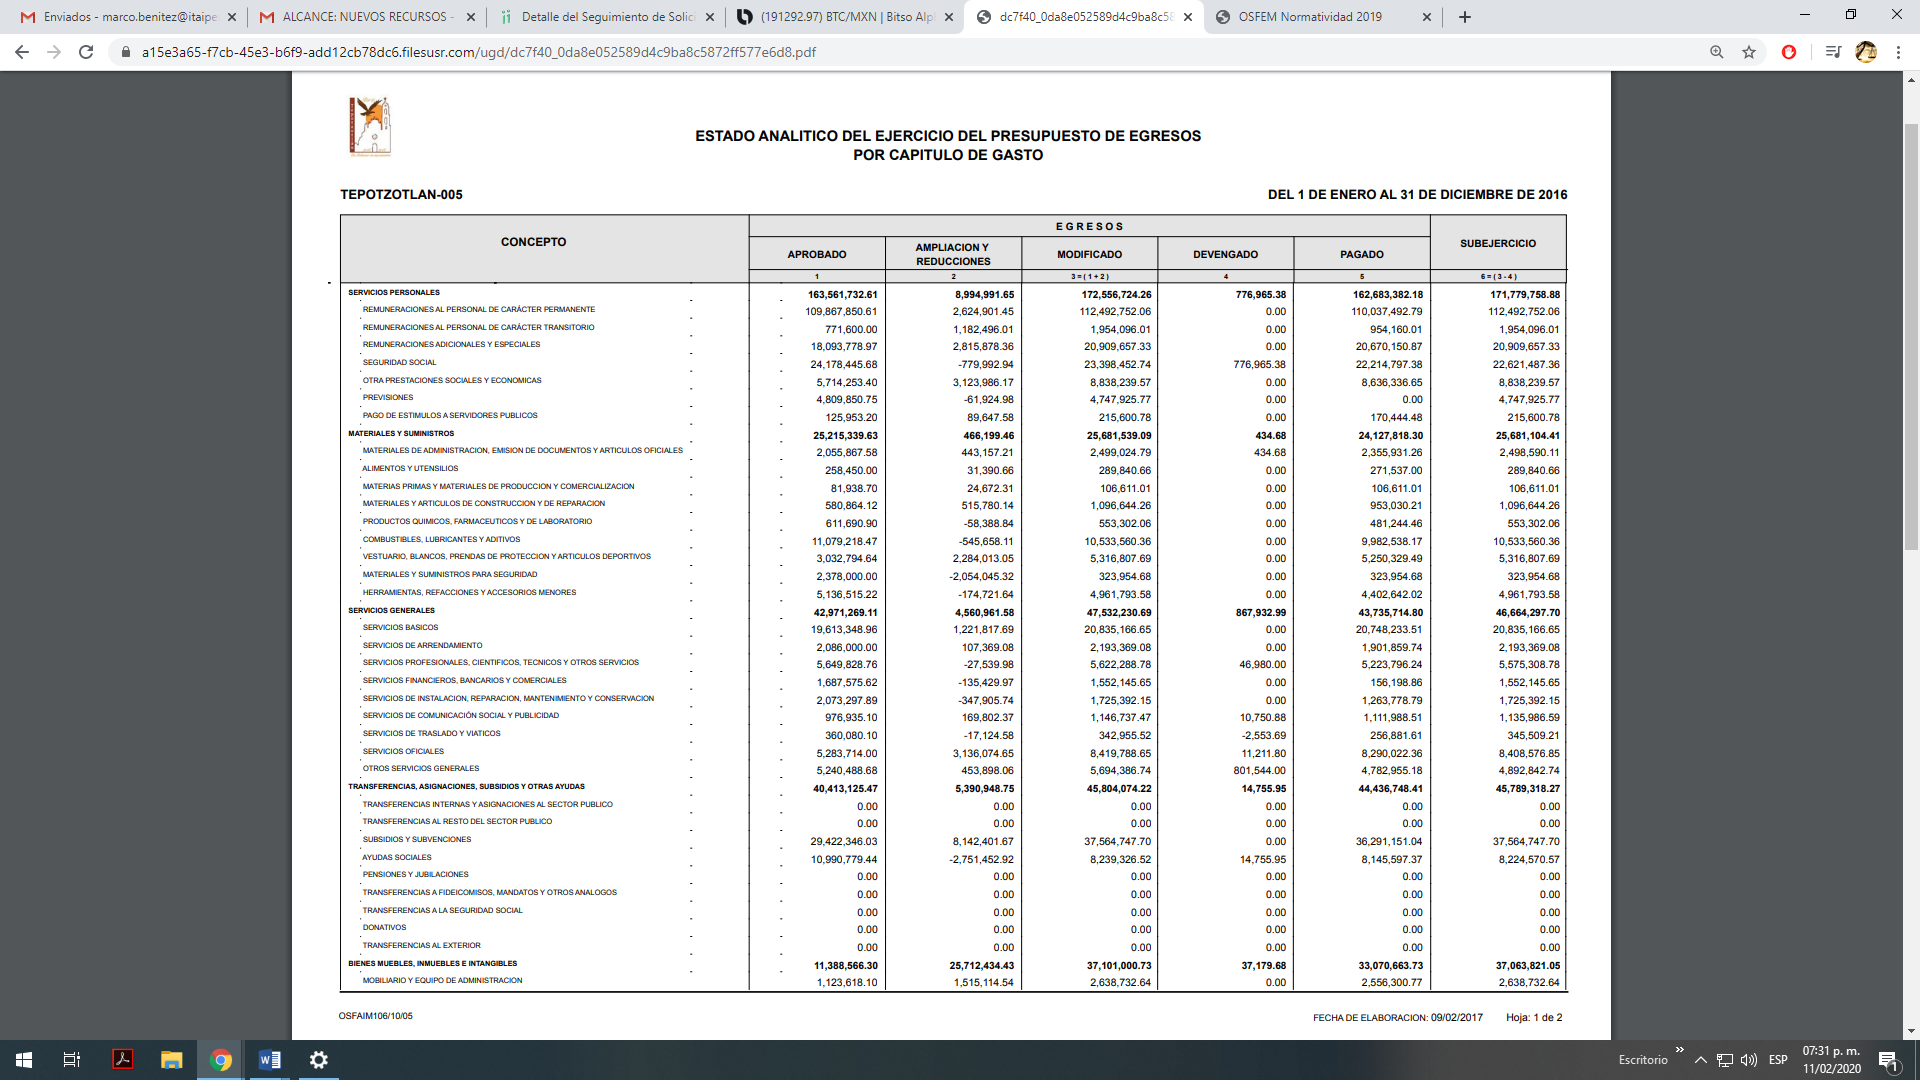 Enviados - marco.benitez@itaipe
ALCANCE: NUEVOS RECURSOS -
Detalle del Seguimiento de Solici
(191292.97) BTC/MXN | Bitso Alp
dc7f40_0da8e052589d4c9ba8c58
OSFEM Normatividad 2019
a15e3a65-f7cb-45e3-b6f9-add12cb78dc6.filesusr.com/ugd/dc7f40_0da8e052589d4c9ba8c5872ff577e6d8.pdf
ESTADO ANALITICO DEL EJERCICIO DEL PRESUPUESTO DE EGRESOS
POR CAPITULO DE GASTO
TEPOTZOTLAN-005 DEL 1 DE ENERO AL 31 DE DICIEMBRE DE 2016
CONCEPTO E G R E S O S SUBEJERCICIO
APROBADO AMPLIACION Y REDUCCIONES MODIFICADO DEVENGADO PAGADO
1 2 3 = ( 1 + 2 ) 4 5 6 = ( 3 - 4 )
SERVICIOS PERSONALES 163,561,732.61 8,994,991.65 172,556,724.26 776,965.38 162,683,382.18 171,779,758.88
REMUNERACIONES AL PERSONAL DE CARÁCTER PERMANENTE 109,867,850.61 2,624,901.45 112,492,752.06 0.00 110,037,492.79 112,492,752.06
REMUNERACIONES AL PERSONAL DE CARÁCTER TRANSITORIO 771,600.00 1,182,496.01 1,954,096.01 0.00 954,160.01 1,954,096.01
REMUNERACIONES ADICIONALES Y ESPECIALES 18,093,778.97 2,815,878.36 20,909,657.33 0.00 20,670,150.87 20,909,657.33
SEGURIDAD SOCIAL 24,178,445.68 -779,992.94 23,398,452.74 776,965.38 22,214,797.38 22,621,487.36
OTRA PRESTACIONES SOCIALES Y ECONOMICAS 5,714,253.40 3,123,986.17 8,838,239.57 0.00 8,636,336.65 8,838,239.57
PREVISIONES 4,809,850.75 -61,924.98 4,747,925.77 0.00 0.00 4,747,925.77
PAGO DE ESTIMULOS A SERVIDORES PUBLICOS 125,953.20 89,647.58 215,600.78 0.00 170,444.48 215,600.78
MATERIALES Y SUMINISTROS 25,215,339.63 466,199.46 25,681,539.09 434.68 24,127,818.30 25,681,104.41
MATERIALES DE ADMINISTRACION, EMISION DE DOCUMENTOS Y ARTICULOS OFICIALES 2,055,867.58 443,157.21 2,499,024.79 434.68 2,355,931.26 2,498,590.11
ALIMENTOS Y UTENSILIOS 258,450.00 31,390.66 289,840.66 0.00 271,537.00 289,840.66
MATERIAS PRIMAS Y MATERIALES DE PRODUCCION Y COMERCIALIZACION 81,938.70 24,672.31 106,611.01 0.00 106,611.01 106,611.01
MATERIALES Y ARTICULOS DE CONSTRUCCION Y DE REPARACION 580,864.12 515,780.14 1,096,644.26 0.00 953,030.21 1,096,644.26
PRODUCTOS QUIMICOS, FARMACEUTICOS Y DE LABORATORIO 611,690.90 -58,388.84 553,302.06 0.00 481,244.46 553,302.06
COMBUSTIBLES, LUBRICANTES Y ADITIVOS 11,079,218.47 -545,658.11 10,533,560.36 0.00 9,982,538.17 10,533,560.36
VESTUARIO, BLANCOS, PRENDAS DE PROTECCION Y ARTICULOS DEPORTIVOS 3,032,794.64 2,284,013.05 5,316,807.69 0.00 5,250,329.49 5,316,807.69
MATERIALES Y SUMINISTROS PARA SEGURIDAD 2,378,000.00 -2,054,045.32 323,954.68 0.00 323,954.68 323,954.68
HERRAMIENTAS, REFACCIONES Y ACCESORIOS MENORES 5,136,515.22 -174,721.64 4,961,793.58 0.00 4,402,642.02 4,961,793.58
SERVICIOS GENERALES 42,971,269.11 4,560,961.58 47,532,230.69 867,932.99 43,735,714.80 46,664,297.70
SERVICIOS BASICOS 19,613,348.96 1,221,817.69 20,835,166.65 0.00 20,748,233.51 20,835,166.65
SERVICIOS DE ARRENDAMIENTO 2,086,000.00 107,369.08 2,193,369.08 0.00 1,901,859.74 2,193,369.08
SERVICIOS PROFESIONALES, CIENTIFICOS, TECNICOS Y OTROS SERVICIOS 5,649,828.76 -27,539.98 5,622,288.78 46,980.00 5,223,796.24 5,575,308.78
SERVICIOS FINANCIEROS, BANCARIOS Y COMERCIALES 1,687,575.62 -135,429.97 1,552,145.65 0.00 156,198.86 1,552,145.65
SERVICIOS DE INSTALACION, REPARACION, MANTENIMIENTO Y CONSERVACION 2,073,297.89 -347,905.74 1,725,392.15 0.00 1,263,778.79 1,725,392.15
SERVICIOS DE COMUNICACIÓN SOCIAL Y PUBLICIDAD 976,935.10 169,802.37 1,146,737.47 10,750.88 1,111,988.51 1,135,986.59
SERVICIOS DE TRASLADO Y VIATICOS 360,080.10 -17,124.58 342,955.52 -2,553.69 256,881.61 345,509.21
SERVICIOS OFICIALES 5,283,714.00 3,136,074.65 8,419,788.65 11,211.80 8,290,022.36 8,408,576.85
OTROS SERVICIOS GENERALES 5,240,488.68 453,898.06 5,694,386.74 801,544.00 4,782,955.18 4,892,842.74
TRANSFERENCIAS, ASIGNACIONES, SUBSIDIOS Y OTRAS AYUDAS 40,413,125.47 5,390,948.75 45,804,074.22 14,755.95 44,436,748.41 45,789,318.27
TRANSFERENCIAS INTERNAS Y ASIGNACIONES AL SECTOR PUBLICO 0.00 0.00 0.00 0.00 0.00 0.00
TRANSFERENCIAS AL RESTO DEL SECTOR PUBLICO 0.00 0.00 0.00 0.00 0.00 0.00
SUBSIDIOS Y SUBVENCIONES 29,422,346.03 8,142,401.67 37,564,747.70 0.00 36,291,151.04 37,564,747.70
AYUDAS SOCIALES 10,990,779.44 -2,751,452.92 8,239,326.52 14,755.95 8,145,597.37 8,224,570.57
PENSIONES Y JUBILACIONES 0.00 0.00 0.00 0.00 0.00 0.00
TRANSFERENCIAS A FIDEICOMISOS, MANDATOS Y OTROS ANALOGOS 0.00 0.00 0.00 0.00 0.00 0.00
TRANSFERENCIAS A LA SEGURIDAD SOCIAL 0.00 0.00 0.00 0.00 0.00 0.00
DONATIVOS 0.00 0.00 0.00 0.00 0.00 0.00
TRANSFERENCIAS AL EXTERIOR 0.00 0.00 0.00 0.00 0.00 0.00
BIENES MUEBLES, INMUEBLES E INTANGIBLES 11,388,566.30 25,712,434.43 37,101,000.73 37,179.68 33,070,663.73 37,063,821.05
MOBILIARIO Y EQUIPO DE ADMINISTRACION 1,123,618.10 1,515,114.54 2,638,732.64 0.00 2,556,300.77 2,638,732.64
OSFAIM106/10/05 FECHA DE ELABORACION: 09/02/2017 Hoja: 1 de 2
Escritorio ESP 07:31 p. m.
11/02/2020 1